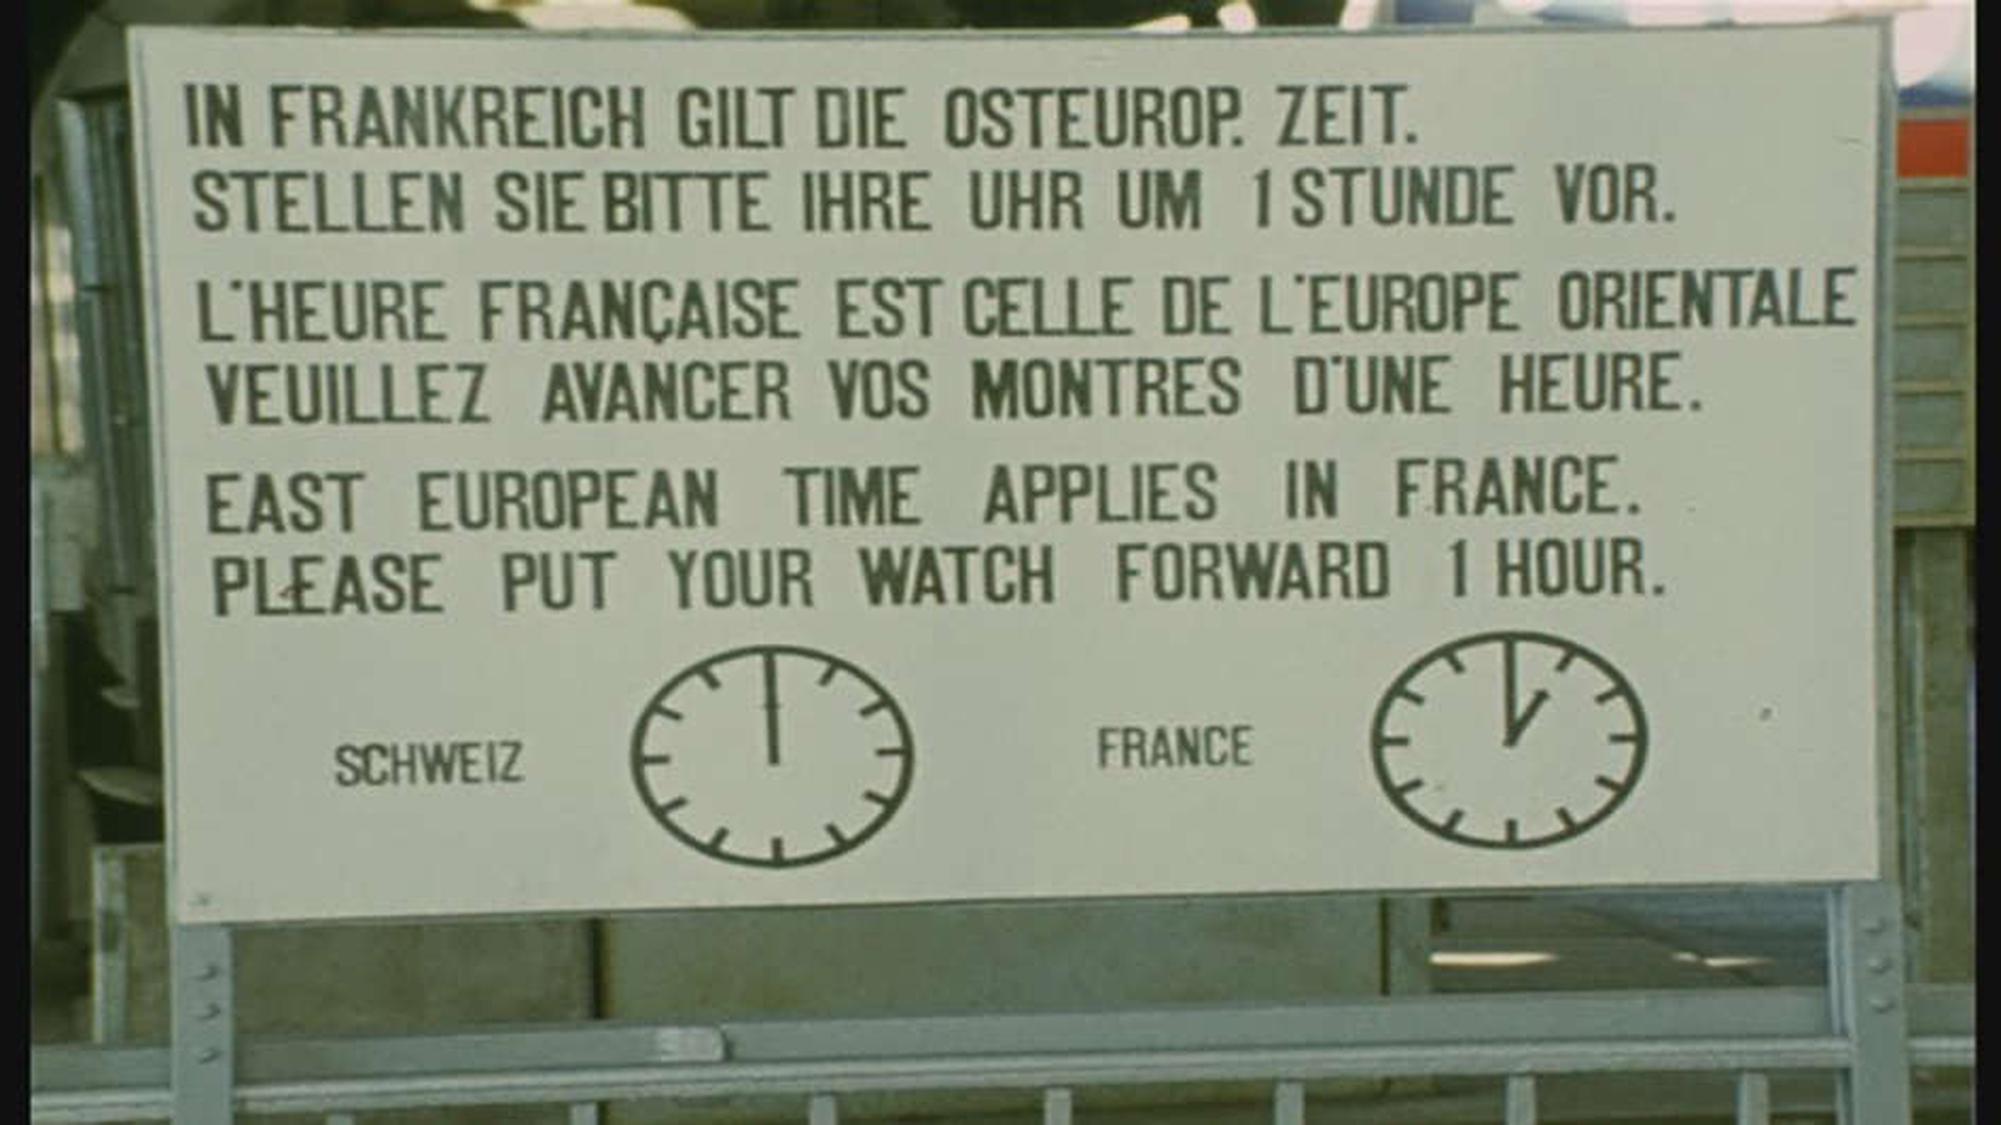 IN FRANKREICH GILT DIE OSTEUROP. ZEIT.
STELLEN SIE BITTE IHRE UHR UM 1 STUNDE VOR.
L'HEURE FRANÇAISE EST CELLE DE L'EUROPE ORIENTALE
VEUILLEZ AVANCER VOS MONTRES D'UNE HEURE.
EAST EUROPEAN TIME APPLIES IN FRANCE.
PLEASE PUT YOUR WATCH FORWARD 1 HOUR.
SCHWEIZ FRANCE